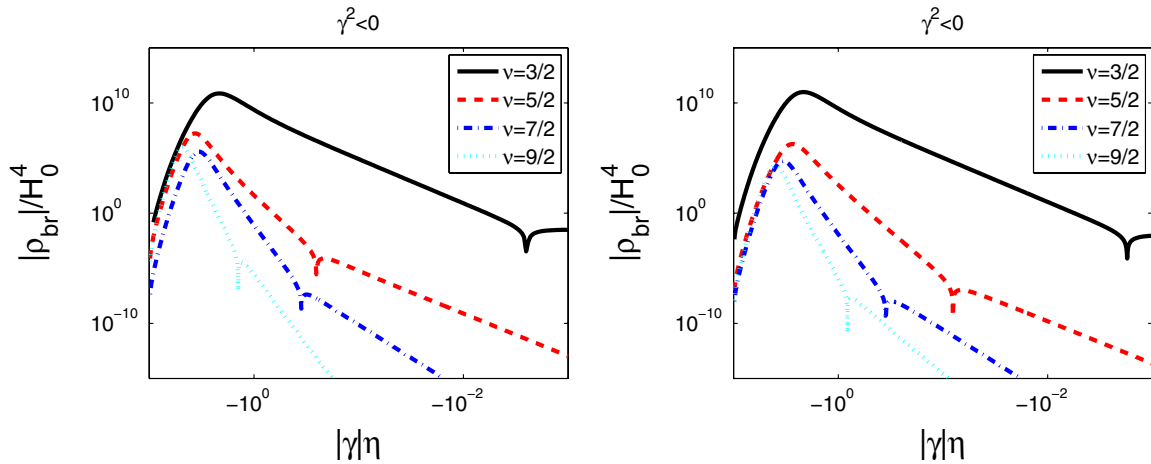 γ²<0
|ρ_br|/H₀⁴
10¹⁰
10⁰
10⁻¹⁰
−10⁰
−10⁻²
|γ|η
ν=3/2
ν=5/2
ν=7/2
ν=9/2
γ²<0
|ρ_br|/H₀⁴
10¹⁰
10⁰
10⁻¹⁰
−10⁰
−10⁻²
|γ|η
ν=3/2
ν=5/2
ν=7/2
ν=9/2